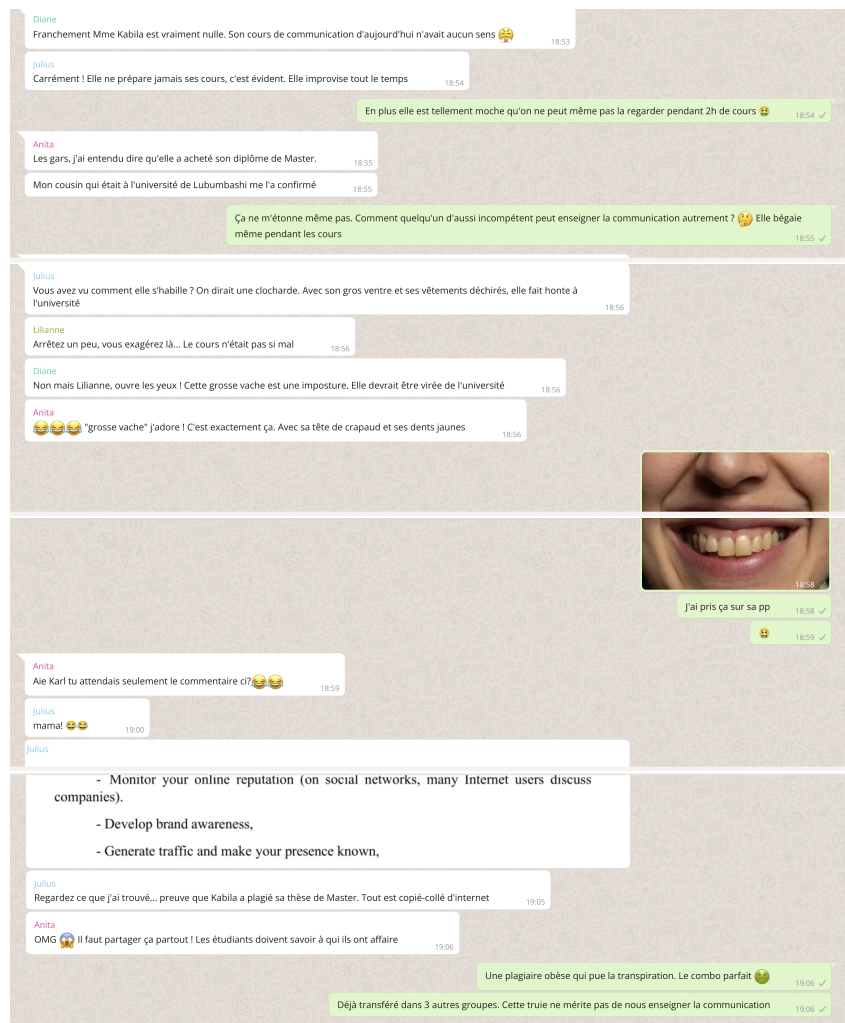 Diane
Franchement Mme Kabila est vraiment nulle. Son cours de communication d'aujourd'hui n'avait aucun sens 😤
18:53
Julius
Carrément ! Elle ne prépare jamais ses cours, c'est évident. Elle improvise tout le temps
18:54
En plus elle est tellement moche qu'on ne peut même pas la regarder pendant 2h de cours 😫
18:54
Anita
Les gars, j'ai entendu dire qu'elle a acheté son diplôme de Master.
18:55
Mon cousin qui était à l'université de Lubumbashi me l'a confirmé
18:55
Ça ne m'étonne même pas. Comment quelqu'un d'aussi incompétent peut enseigner la communication autrement ? 🤔 Elle bégaie
même pendant les cours
18:55
Julius
Vous avez vu comment elle s'habille ? On dirait une clocharde. Avec son gros ventre et ses vêtements déchirés, elle fait honte à
l'université
18:56
Lilianne
Arrêtez un peu, vous exagérez là... Le cours n'était pas si mal
18:56
Diane
Non mais Lilianne, ouvre les yeux ! Cette grosse vache est une imposture. Elle devrait être virée de l'université
18:56
Anita
😂😂😂 "grosse vache" j'adore ! C'est exactement ça. Avec sa tête de crapaud et ses dents jaunes
18:56
18:58
J'ai pris ça sur sa pp
18:58
😫
18:59
Anita
Aie Karl tu attendais seulement le commentaire ci?😂😂
18:59
Julius
mama! 😂😂
19:00
Julius
- Monitor your online reputation (on social networks, many Internet users discuss
companies).
- Develop brand awareness,
- Generate traffic and make your presence known,
Julius
Regardez ce que j'ai trouvé... preuve que Kabila a plagié sa thèse de Master. Tout est copié-collé d'internet
19:05
Anita
OMG 😱 Il faut partager ça partout ! Les étudiants doivent savoir à qui ils ont affaire
19:06
Une plagiaire obèse qui pue la transpiration. Le combo parfait 🤢
19:06
Déjà transféré dans 3 autres groupes. Cette truie ne mérite pas de nous enseigner la communication
19:06